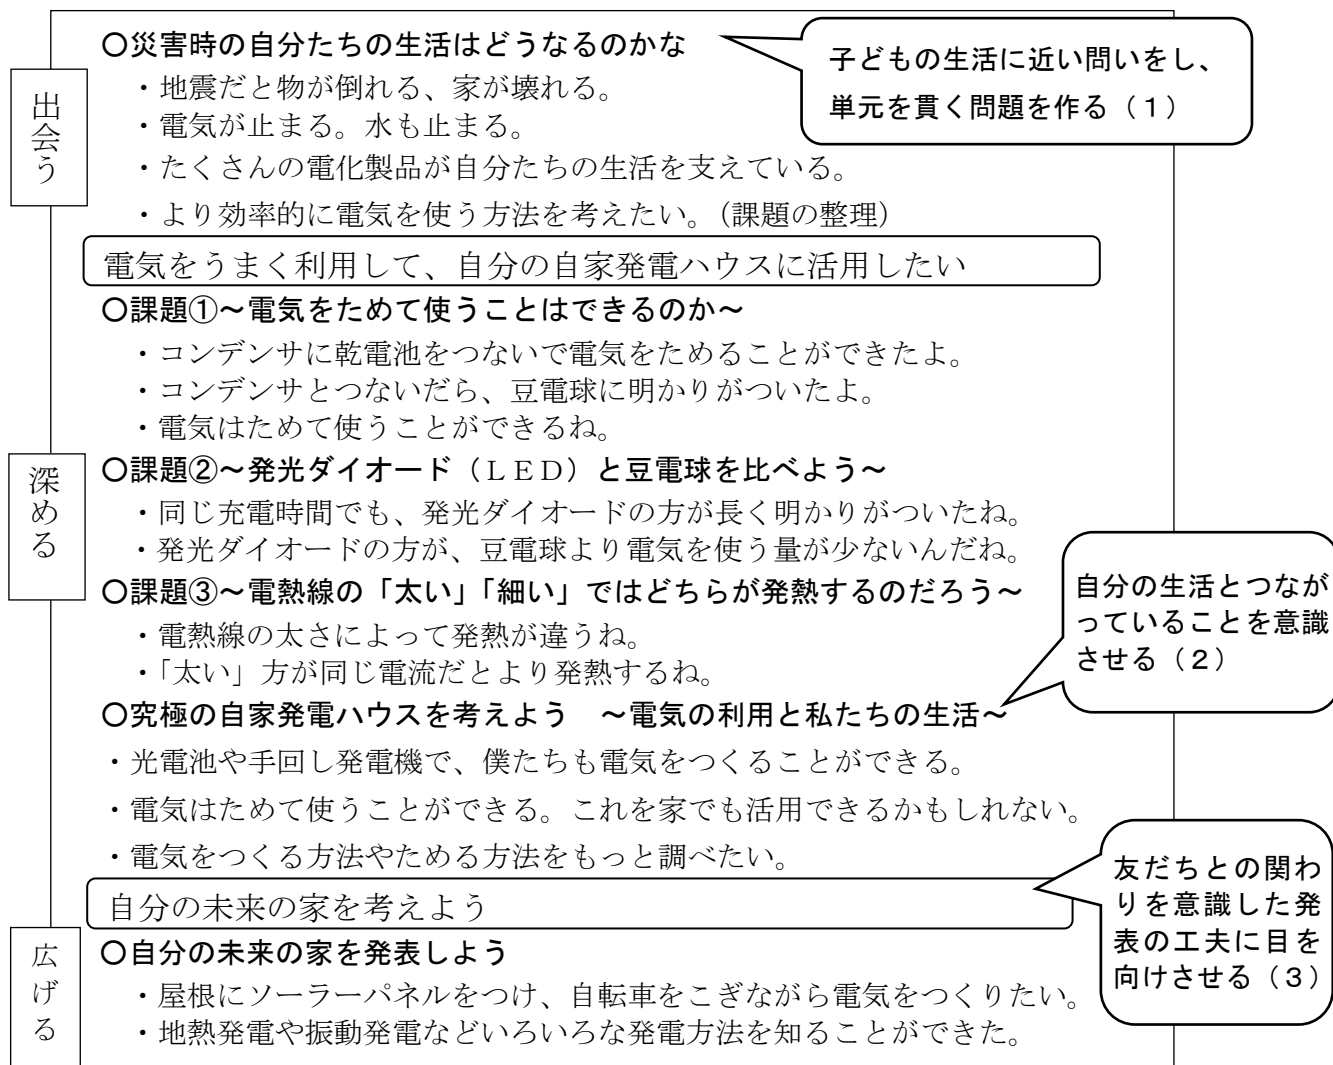 〇災害時の自分たちの生活はどうなるのかな
子どもの生活に近い問いをし、
単元を貫く問題を作る（１）
出会う
・地震だと物が倒れる、家が壊れる。
・電気が止まる。水も止まる。
・たくさんの電化製品が自分たちの生活を支えている。
・より効率的に電気を使う方法を考えたい。（課題の整理）
電気をうまく利用して、自分の自家発電ハウスに活用したい
〇課題①～電気をためて使うことはできるのか～
・コンデンサに乾電池をつないで電気をためることができたよ。
・コンデンサとつないだら、豆電球に明かりがついたよ。
・電気はためて使うことができるね。
深める
〇課題②～発光ダイオード（ＬＥＤ）と豆電球を比べよう～
・同じ充電時間でも、発光ダイオードの方が長く明かりがついたね。
・発光ダイオードの方が、豆電球より電気を使う量が少ないんだね。
〇課題③～電熱線の「太い」「細い」ではどちらが発熱するのだろう～
・電熱線の太さによって発熱が違うね。
・「太い」方が同じ電流だとより発熱するね。
自分の生活とつなが
っていることを意識
させる（２）
〇究極の自家発電ハウスを考えよう　～電気の利用と私たちの生活～
・光電池や手回し発電機で、僕たちも電気をつくることができる。
・電気はためて使うことができる。これを家でも活用できるかもしれない。
・電気をつくる方法やためる方法をもっと調べたい。
自分の未来の家を考えよう
友だちとの関わ
りを意識した発
表の工夫に目を
向けさせる（３）
広げる
〇自分の未来の家を発表しよう
・屋根にソーラーパネルをつけ、自転車をこぎながら電気をつくりたい。
・地熱発電や振動発電などいろいろな発電方法を知ることができた。